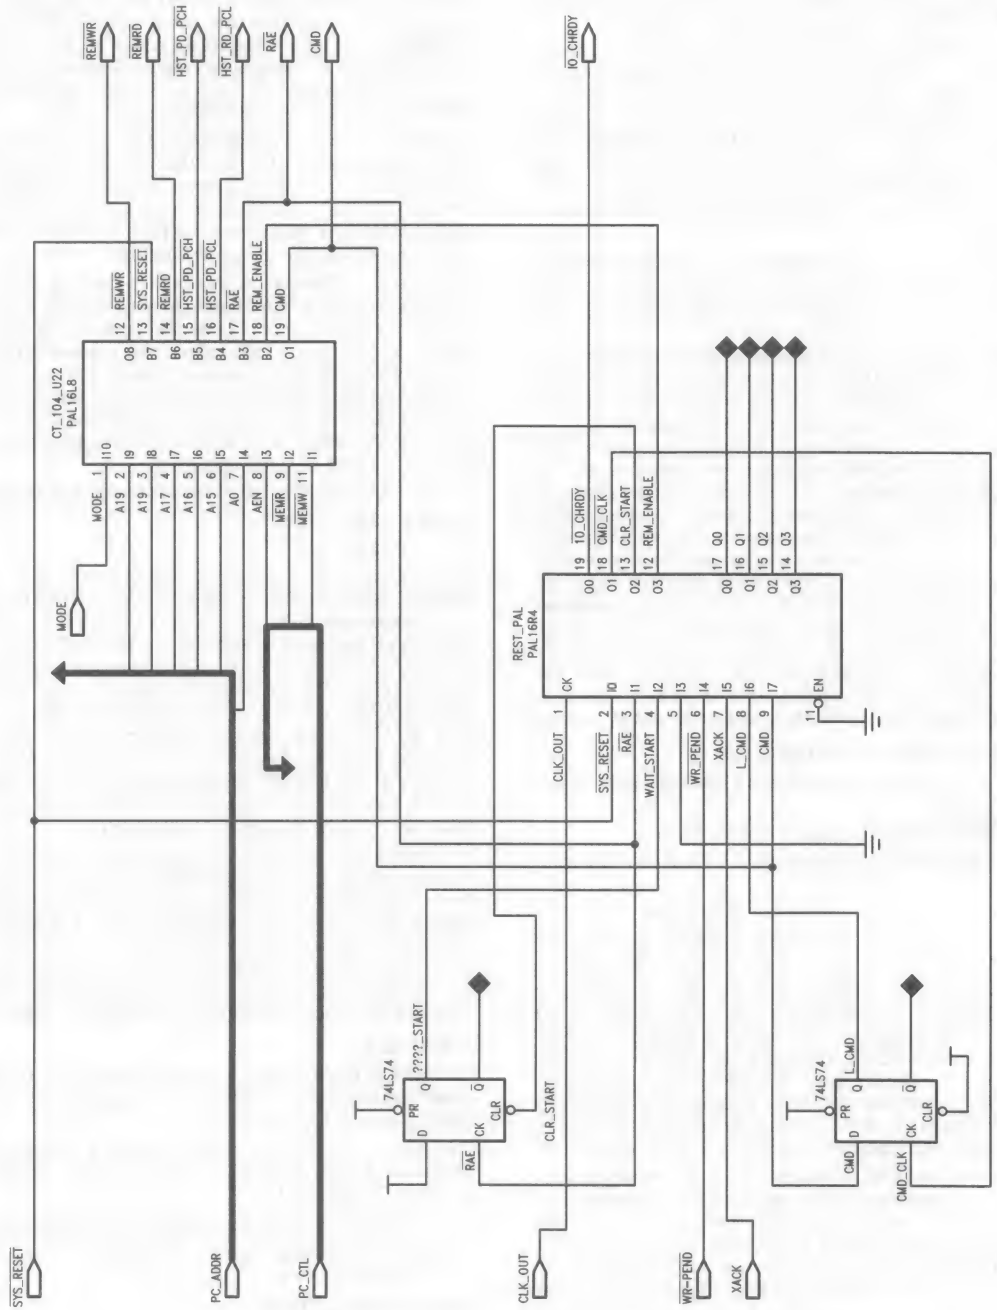 REMWR
REMRD
HST_PD_PCH
HST_RD_PCL
RAE
CMD
IO_CHRDY
12 REMWR
13 SYS_RESET
14 REMRD
15 HST_PD_PCH
16 HST_PD_PCL
17 RAE
18 REM_ENABLE
19 CMD
O8
B7
B6
B5
B4
B3
B2
O1
CT_104_U22
PAL16L8
I10
I9
I8
I7
I6
I5
I4
I3
I2
I1
MODE 1
A19 2
A19 3
A17 4
A16 5
A15 6
A0 7
AEN 8
MEMR 9
MEMW 11
MODE
19 IO_CHRDY
18 CMD_CLK
13 CLR_START
12 REM_ENABLE
17 Q0
16 Q1
15 Q2
14 Q3
O0
O1
O2
O3
Q0
Q1
Q2
Q3
REST_PAL
PAL16R4
CK
I0
I1
I2
I3
I4
I5
I6
I7
EN
1
2
3
4
5
6
7
8
9
11
CLK_OUT
SYS_RESET
RAE
WAIT_START
WR_PEND
XACK
L_CMD
CMD
????_START
74LS74
Q
PR
D
Q
CLR
CK
RAE
CLR_START
L_CMD
74LS74
Q
PR
D
Q
CLR
CK
CMD
CMD_CLK
SYS_RESET
PC_ADDR
PC_CTL
CLK_OUT
WR-PEND
XACK